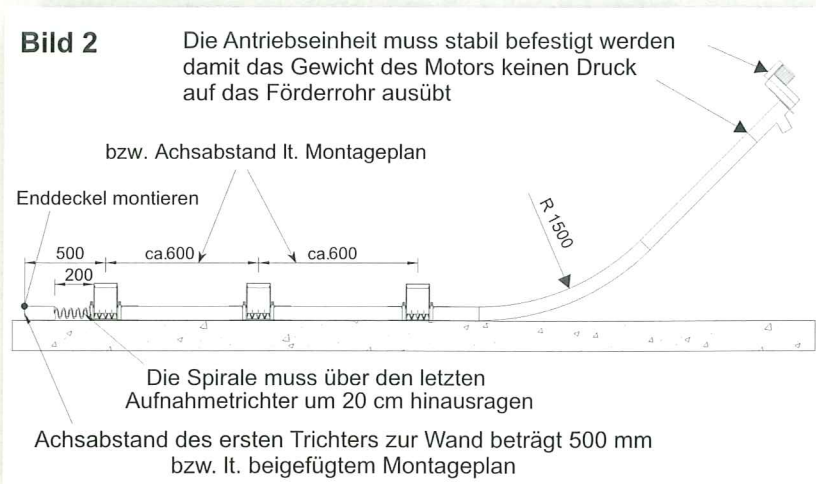 Bild 2
Die Antriebseinheit muss stabil befestigt werden
damit das Gewicht des Motors keinen Druck
auf das Förderrohr ausübt
bzw. Achsabstand lt. Montageplan
Enddeckel montieren
R 1500
500
ca.600
ca.600
200
Die Spirale muss über den letzten
Aufnahmetrichter um 20 cm hinausragen
Achsabstand des ersten Trichters zur Wand beträgt 500 mm
bzw. lt. beigefügtem Montageplan